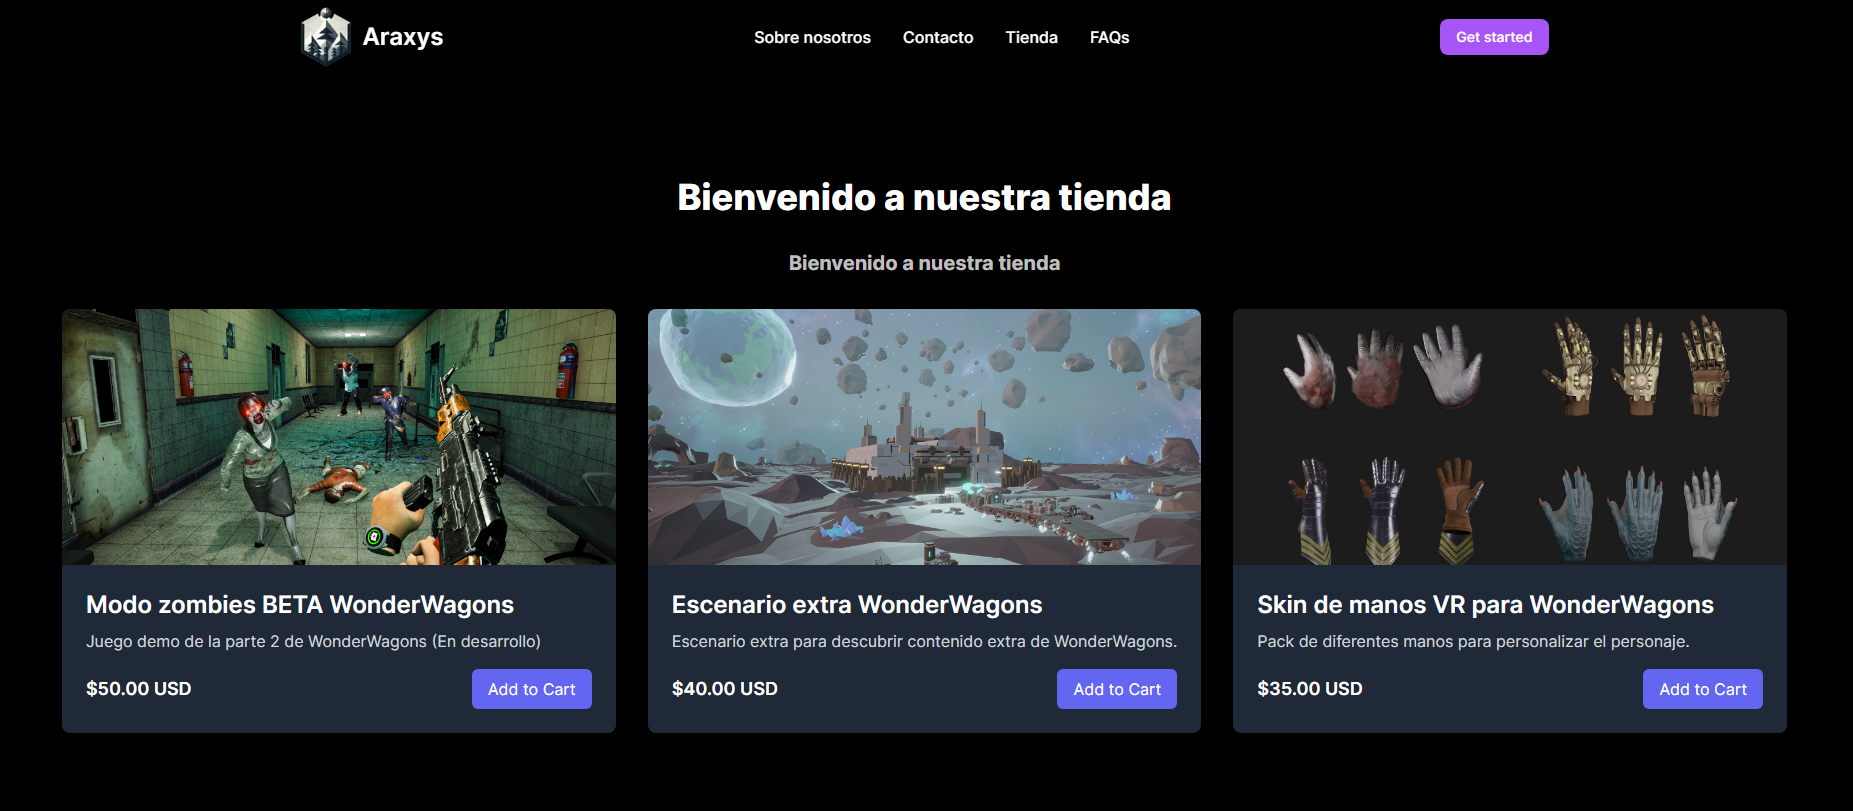 Araxys
Sobre nosotros
Contacto
Tienda
FAQs
Get started
Bienvenido a nuestra tienda
Bienvenido a nuestra tienda
Modo zombies BETA WonderWagons
Juego demo de la parte 2 de WonderWagons (En desarrollo)
$50.00 USD
Add to Cart
Escenario extra WonderWagons
Escenario extra para descubrir contenido extra de WonderWagons.
$40.00 USD
Add to Cart
Skin de manos VR para WonderWagons
Pack de diferentes manos para personalizar el personaje.
$35.00 USD
Add to Cart